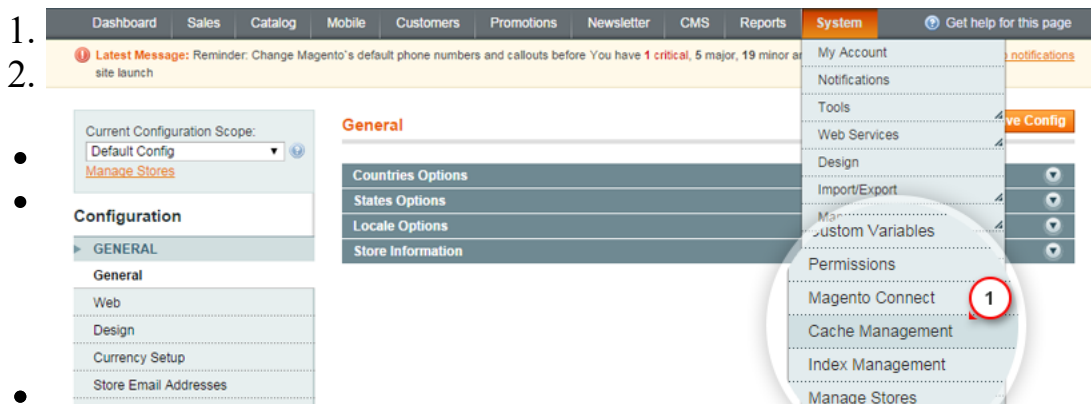 1.
2.
Dashboard Sales Catalog Mobile Customers Promotions Newsletter CMS Reports System Get help for this page
Latest Message: Reminder: Change Magento`s default phone numbers and callouts before You have 1 critical, 5 major, 19 minor notifications
site launch
My Account
Notifications
Tools
Web Services
Design
Import/Export
Custom Variables
Permissions
Magento Connect 1
Cache Management
Index Management
Manage Stores
Current Configuration Scope:
Default Config
Manage Stores
General
Config
Countries Options
States Options
Locale Options
Store Information
Configuration
GENERAL
General
Web
Design
Currency Setup
Store Email Addresses